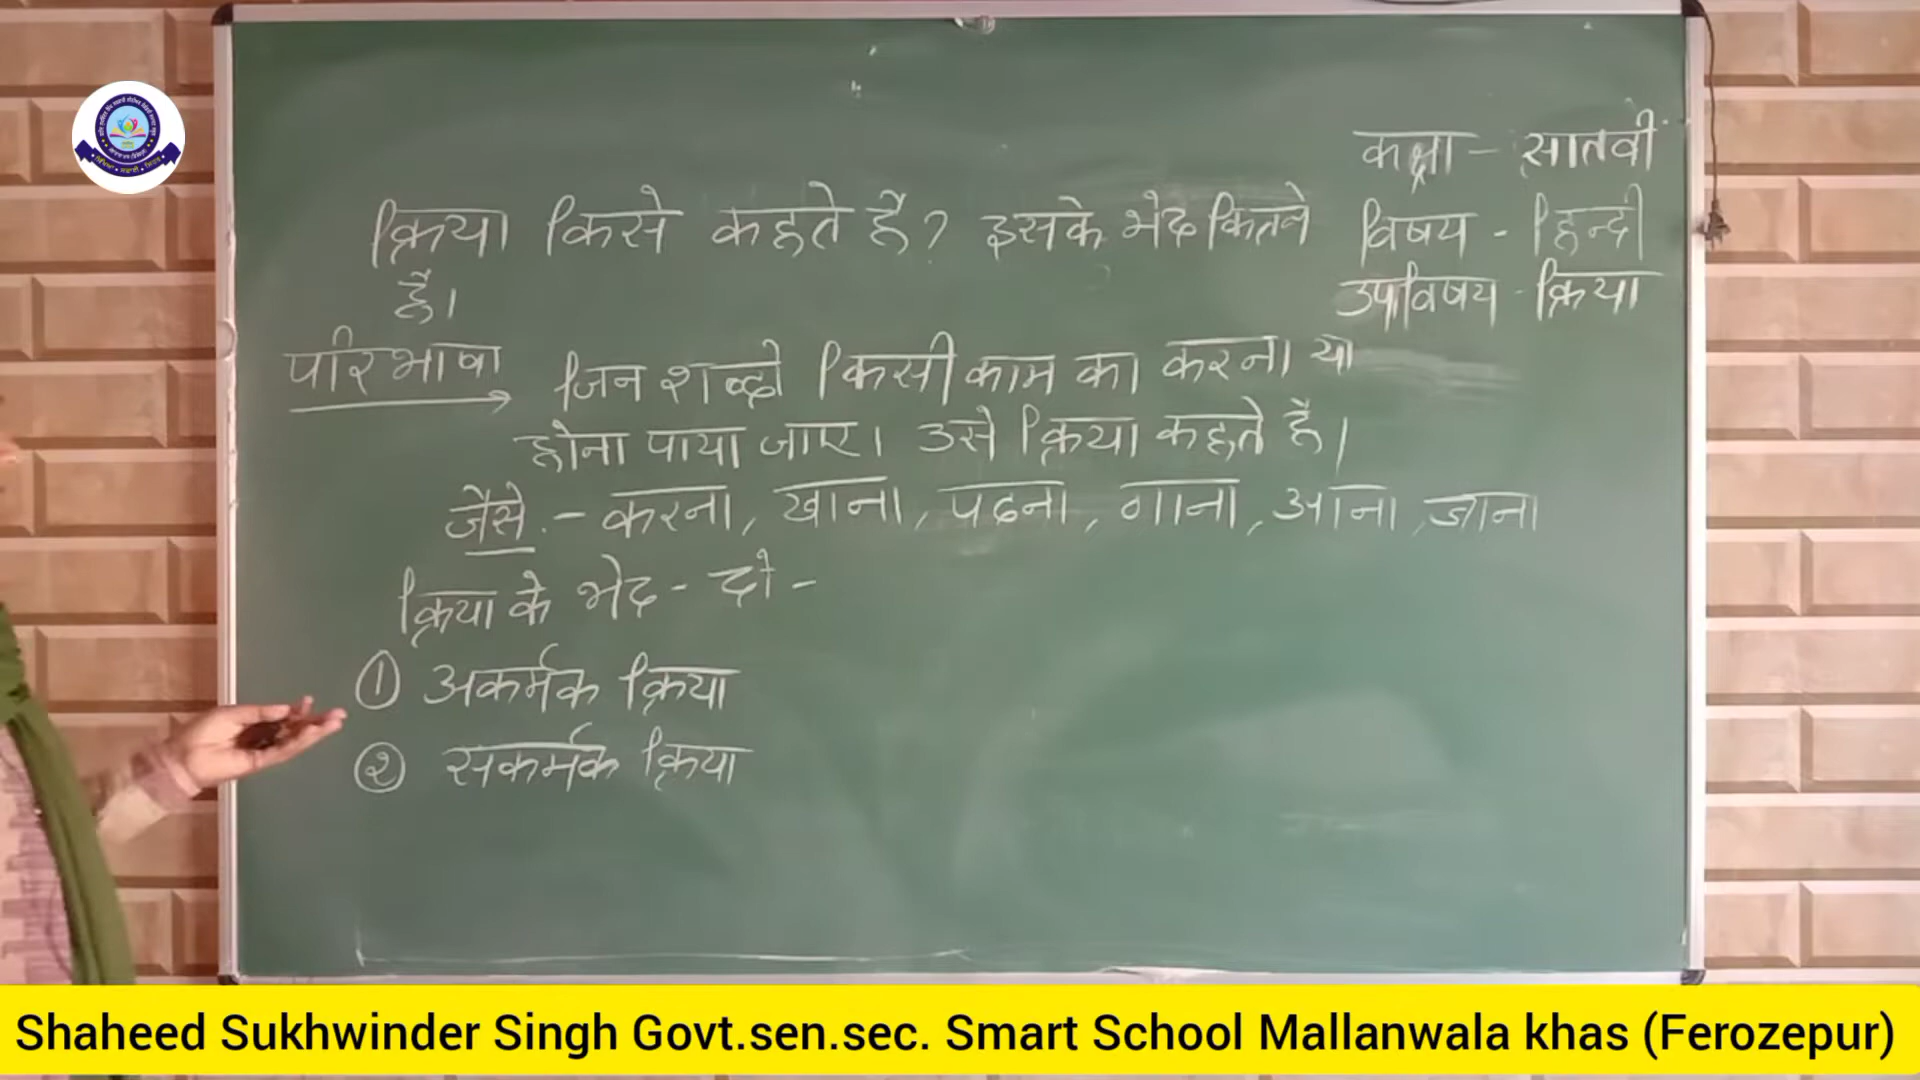 कक्षा - सातवीं
विषय - हिन्दी
उपविषय - क्रिया
क्रिया किसे कहते है? इसके भेद कितने
है।
परिभाषा जिन शब्दो किसी काम का करना या
होना पाया जाए। उसे क्रिया कहते है।
जैसे.- करना, खाना, पढना, गाना, आना, जाना
क्रिया के भेद - दो -
① अकर्मक क्रिया
② सकर्मक क्रिया
Shaheed Sukhwinder Singh Govt.sen.sec. Smart School Mallanwala khas (Ferozepur)